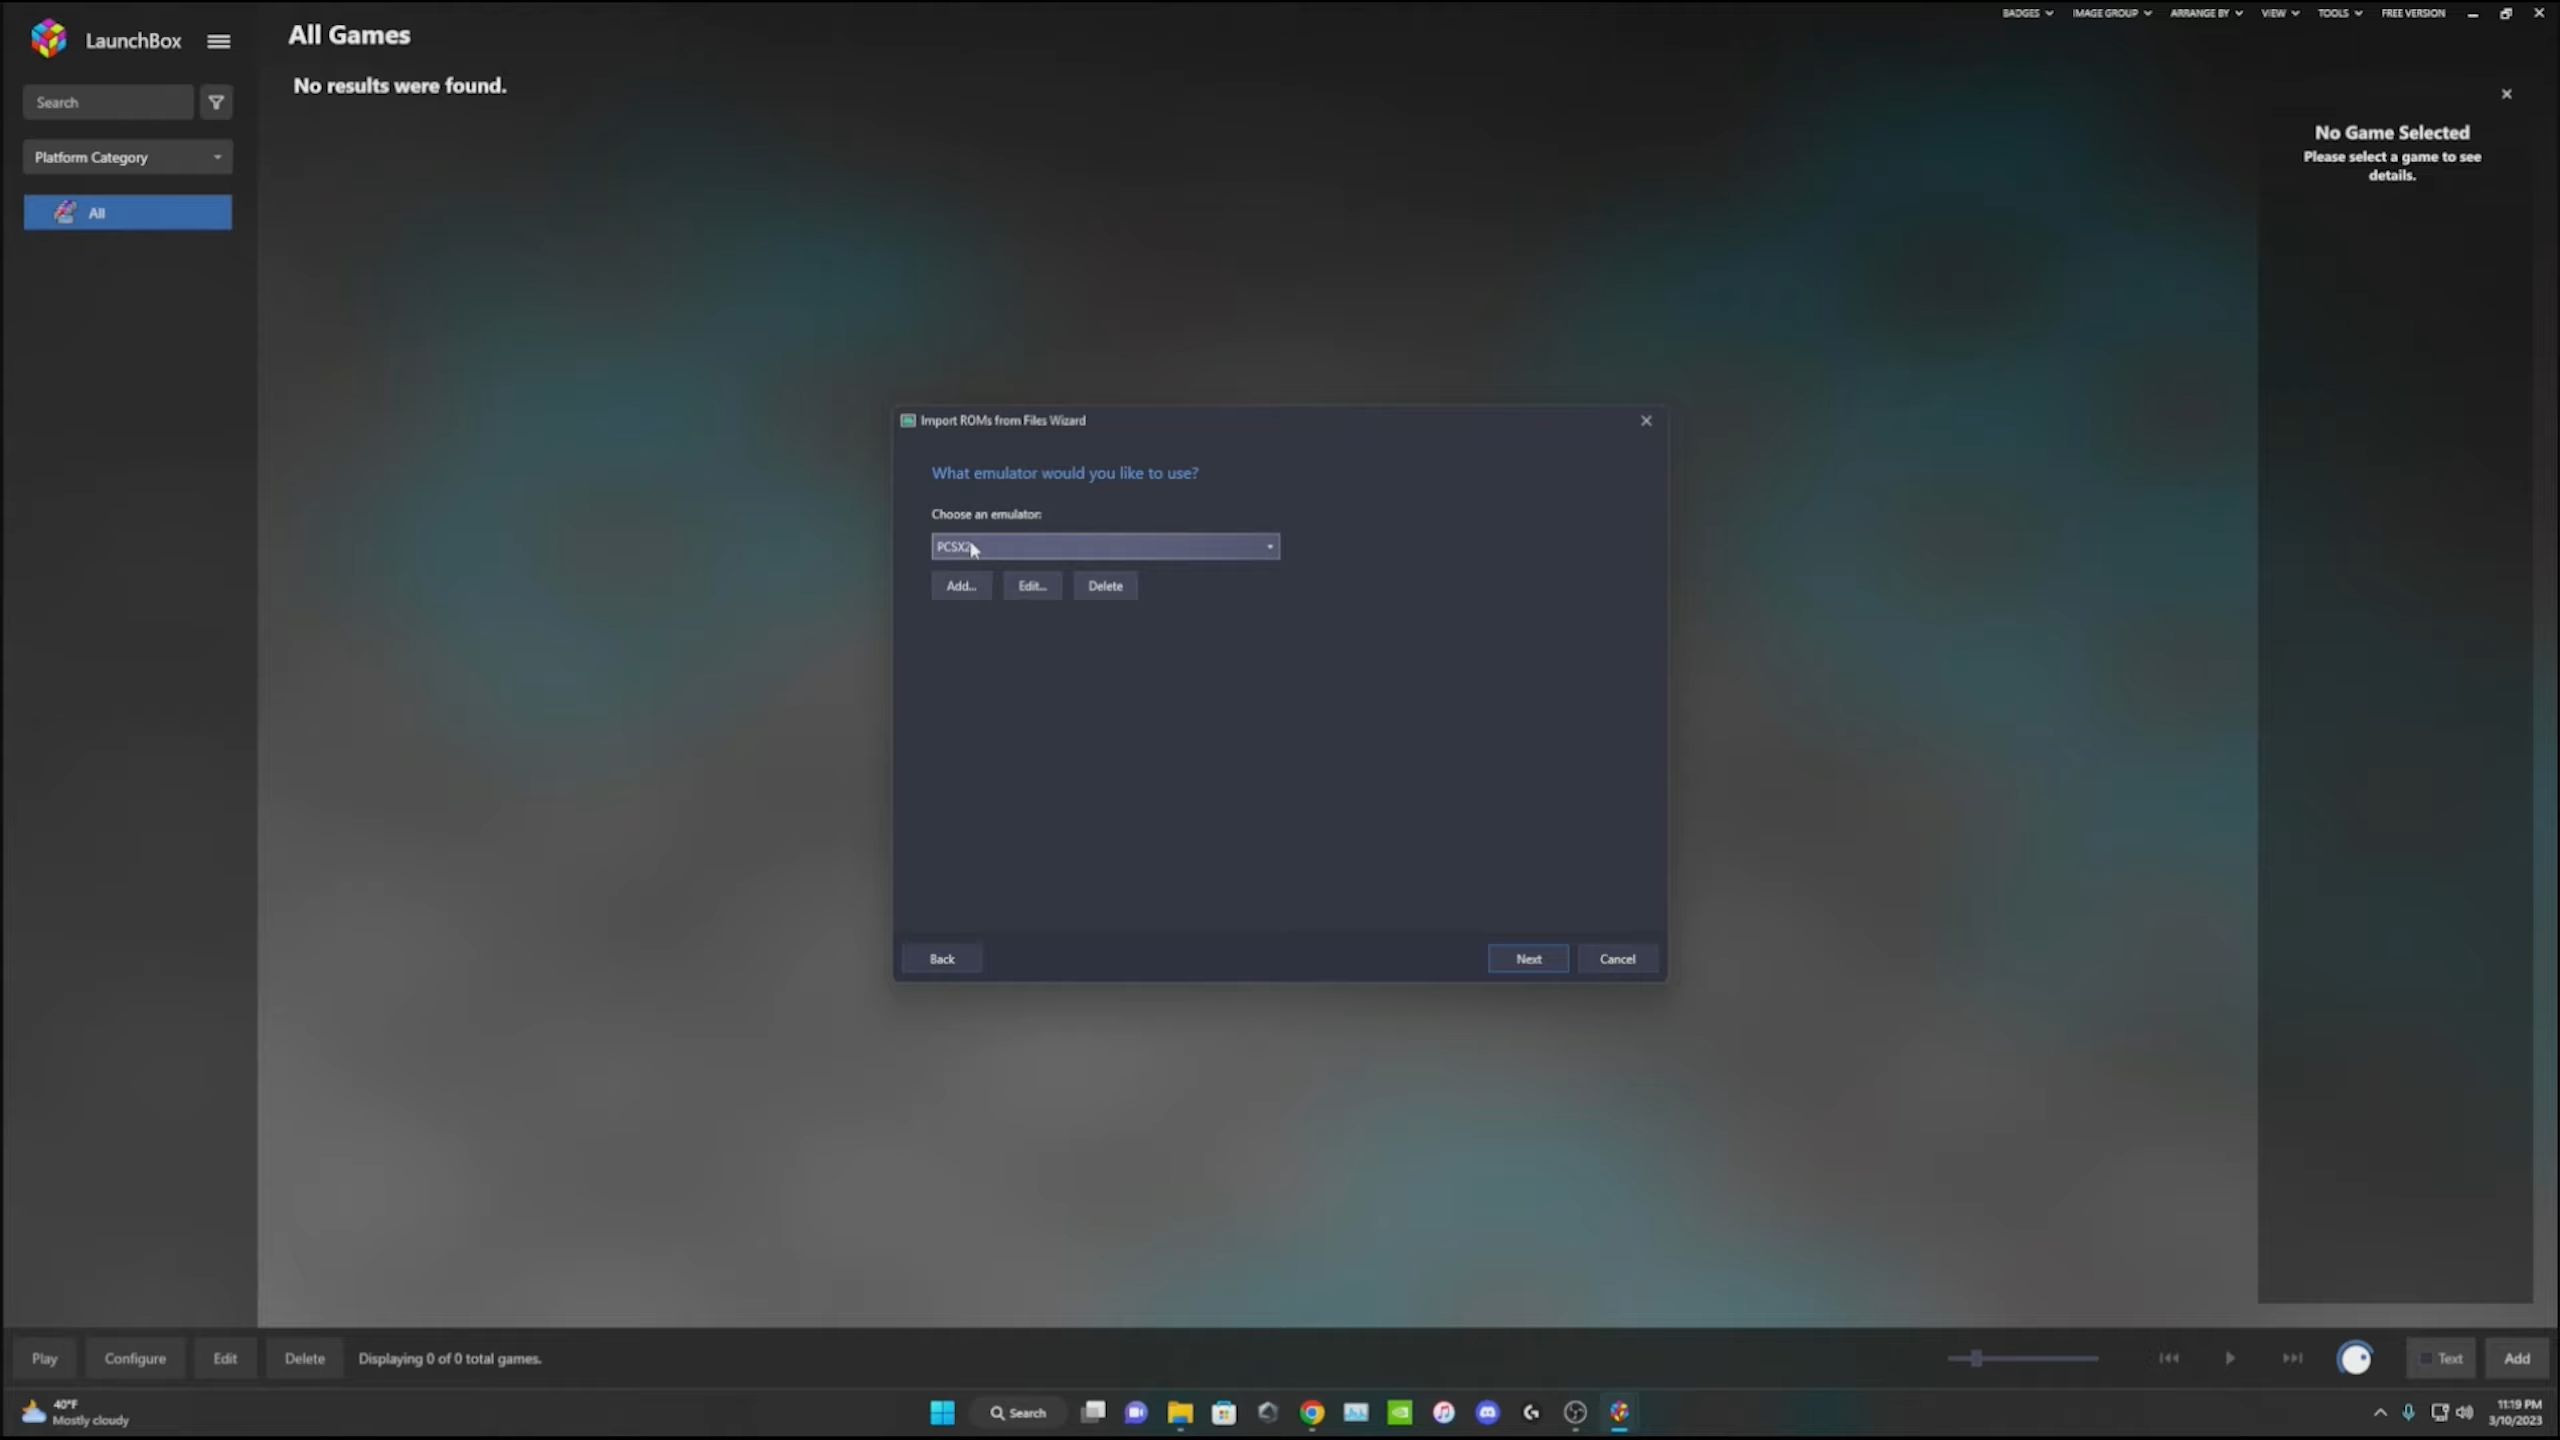 LaunchBox
All Games
BADGES
IMAGE GROUP
ARRANGE BY
VIEW
TOOLS
FREE VERSION
Search
No results were found.
Platform Category
All
No Game Selected
Please select a game to see
details.
Import ROMs from Files Wizard
What emulator would you like to use?
Choose an emulator:
PCSX2
Add...
Edit...
Delete
Back
Next
Cancel
Play
Configure
Edit
Delete
Displaying 0 of 0 total games.
Text
Add
40°F
Mostly cloudy
Search
11:19 PM
3/10/2023